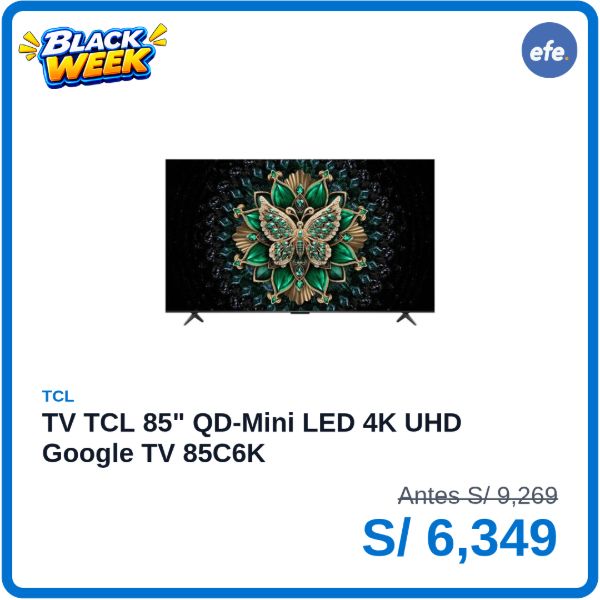 BLACK
WEEK
efe.
TCL
TV TCL 85" QD-Mini LED 4K UHD
Google TV 85C6K
Antes S/ 9,269
S/ 6,349